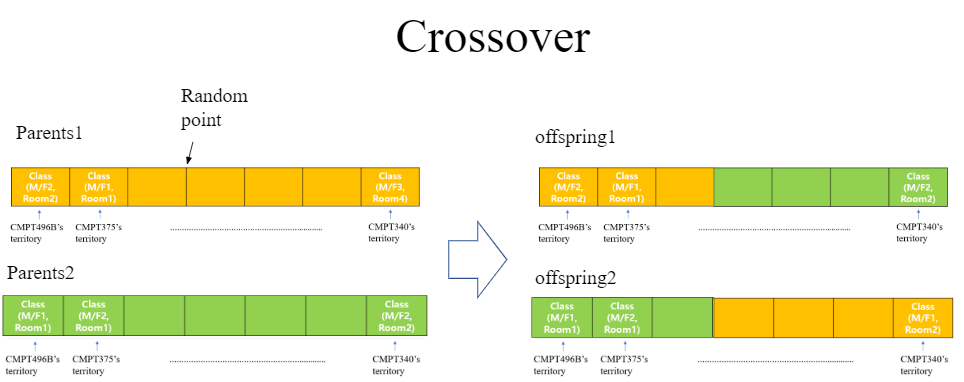 Crossover
Random
point
Parents1
Class
(M/F2,
Room2)
Class
(M/F1,
Room1)
Class
(M/F3,
Room4)
CMPT496B's
territory
CMPT375's
territory
................................................................
CMPT340's
territory
Parents2
Class
(M/F1,
Room1)
Class
(M/F2,
Room1)
Class
(M/F2,
Room2)
CMPT496B's
territory
CMPT375's
territory
................................................................
CMPT340's
territory
offspring1
Class
(M/F2,
Room2)
Class
(M/F1,
Room1)
Class
(M/F2,
Room2)
CMPT496B's
territory
CMPT375's
territory
................................................................
CMPT340's
territory
offspring2
Class
(M/F1,
Room1)
Class
(M/F2,
Room1)
Class
(M/F1,
Room2)
CMPT496B's
territory
CMPT375's
territory
................................................................
CMPT340's
territory